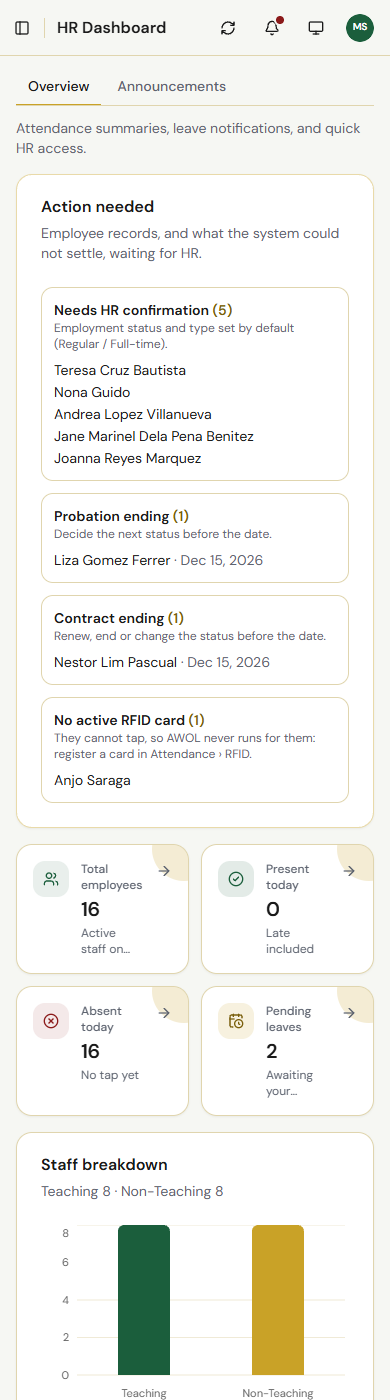 HR Dashboard
MS
Overview
Announcements
Attendance summaries, leave notifications, and quick
HR access.
Action needed
Employee records, and what the system could
not settle, waiting for HR.
Needs HR confirmation (5)
Employment status and type set by default
(Regular / Full-time).
Teresa Cruz Bautista
Nona Guido
Andrea Lopez Villanueva
Jane Marinel Dela Pena Benitez
Joanna Reyes Marquez
Probation ending (1)
Decide the next status before the date.
Liza Gomez Ferrer · Dec 15, 2026
Contract ending (1)
Renew, end or change the status before the date.
Nestor Lim Pascual · Dec 15, 2026
No active RFID card (1)
They cannot tap, so AWOL never runs for them:
register a card in Attendance › RFID.
Anjo Saraga
Total
employees
16
Active
staff on…
Present
today
0
Late
included
Absent
today
16
No tap yet
Pending
leaves
2
Awaiting
your…
Staff breakdown
Teaching 8 · Non-Teaching 8
8
6
4
2
0
Teaching
Non-Teaching